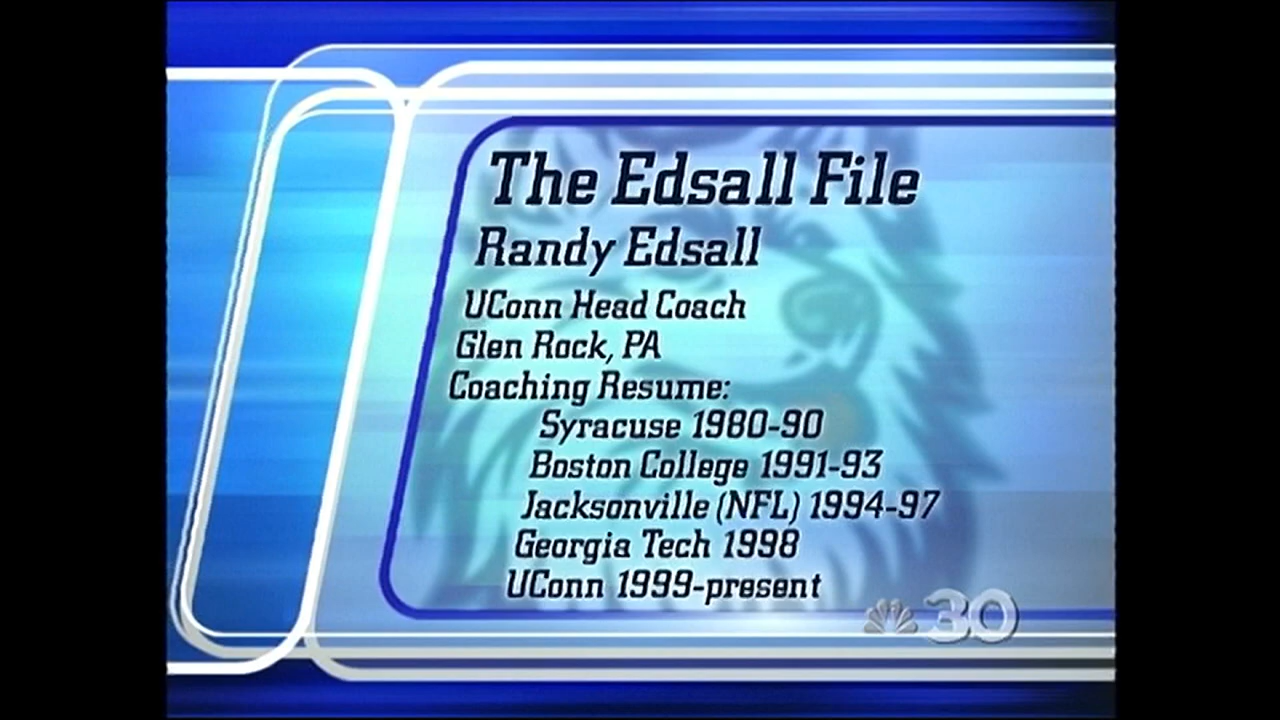 The Edsall File
Randy Edsall
UConn Head Coach
Glen Rock, PA
Coaching Resume:
Syracuse 1980-90
Boston College 1991-93
Jacksonville (NFL) 1994-97
Georgia Tech 1998
UConn 1999-present
30